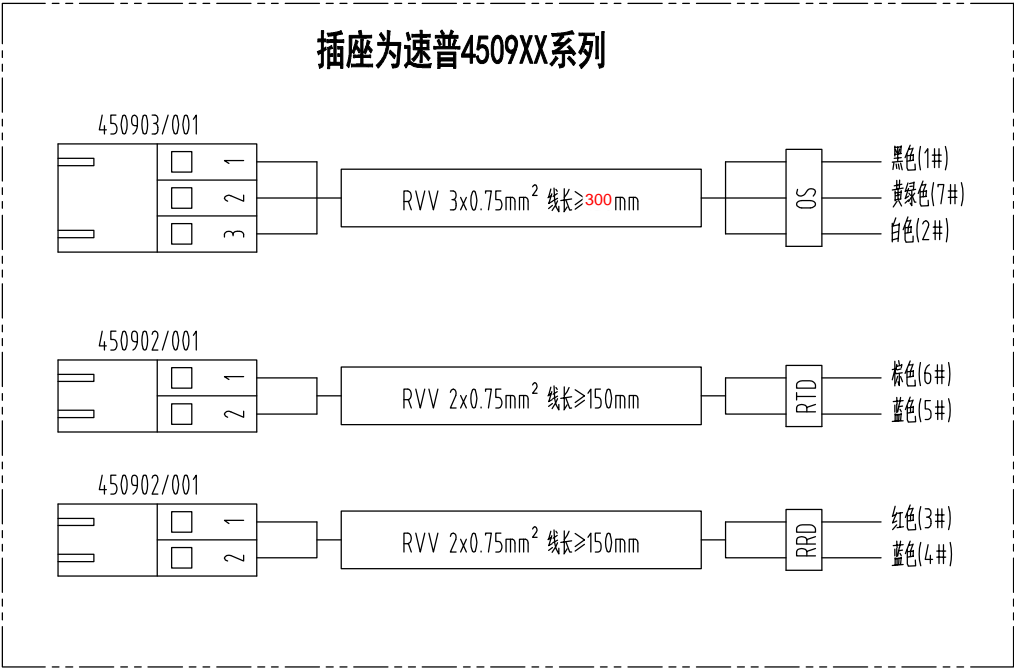 插座为速普4509XX系列
450903/001
1
2
3
RVV 3x0.75mm² 线长≥300mm
OS
黑色(1#)
黄绿色(7#)
白色(2#)
450902/001
1
2
RVV 2x0.75mm² 线长≥150mm
RTD
棕色(6#)
蓝色(5#)
450902/001
1
2
RVV 2x0.75mm² 线长≥150mm
RRD
红色(3#)
蓝色(4#)